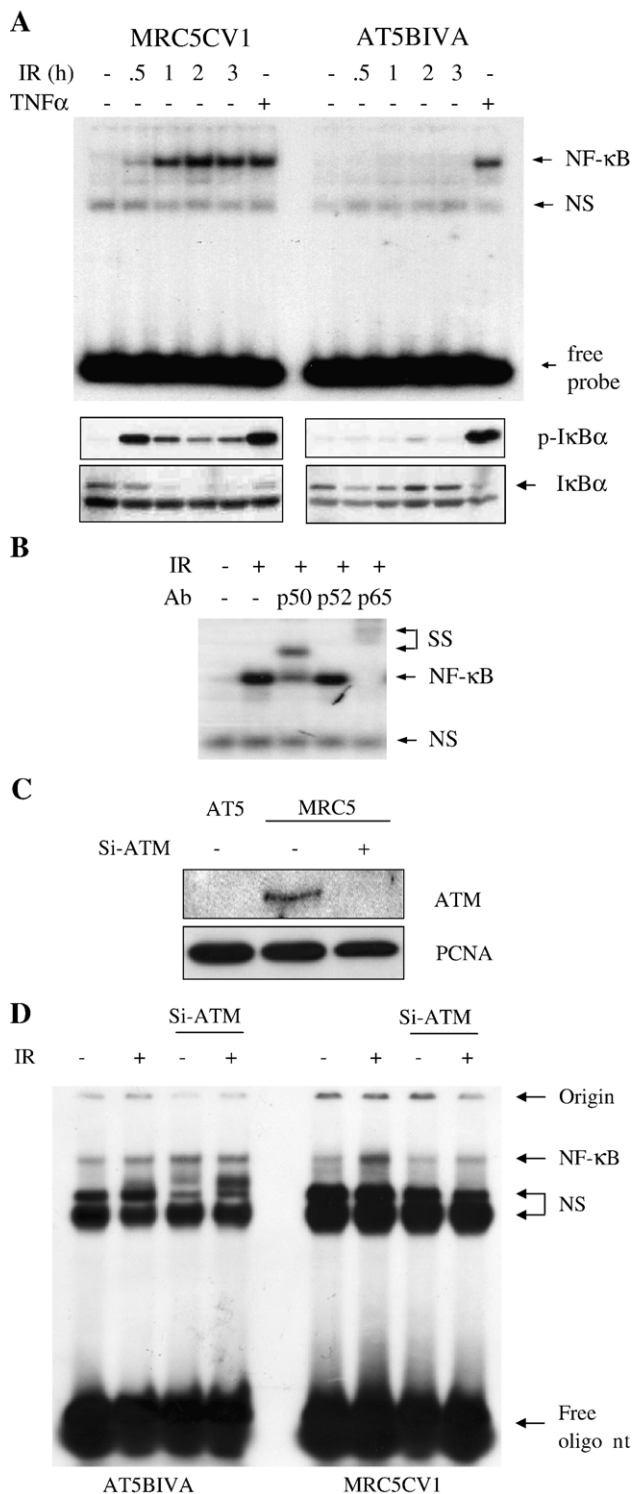 A
MRC5CV1 AT5BIVA
IR (h) - .5 1 2 3 - - .5 1 2 3 -
TNFα - - - - - + - - - - - +
NF-κB
NS
free
probe
p-IκBα
IκBα
B
IR - + + + +
Ab - - p50 p52 p65
SS
NF-κB
NS
C
AT5 MRC5
Si-ATM - - +
ATM
PCNA
D
Si-ATM Si-ATM
IR - + - + - + - +
Origin
NF-κB
NS
Free
oligo nt
AT5BIVA MRC5CV1